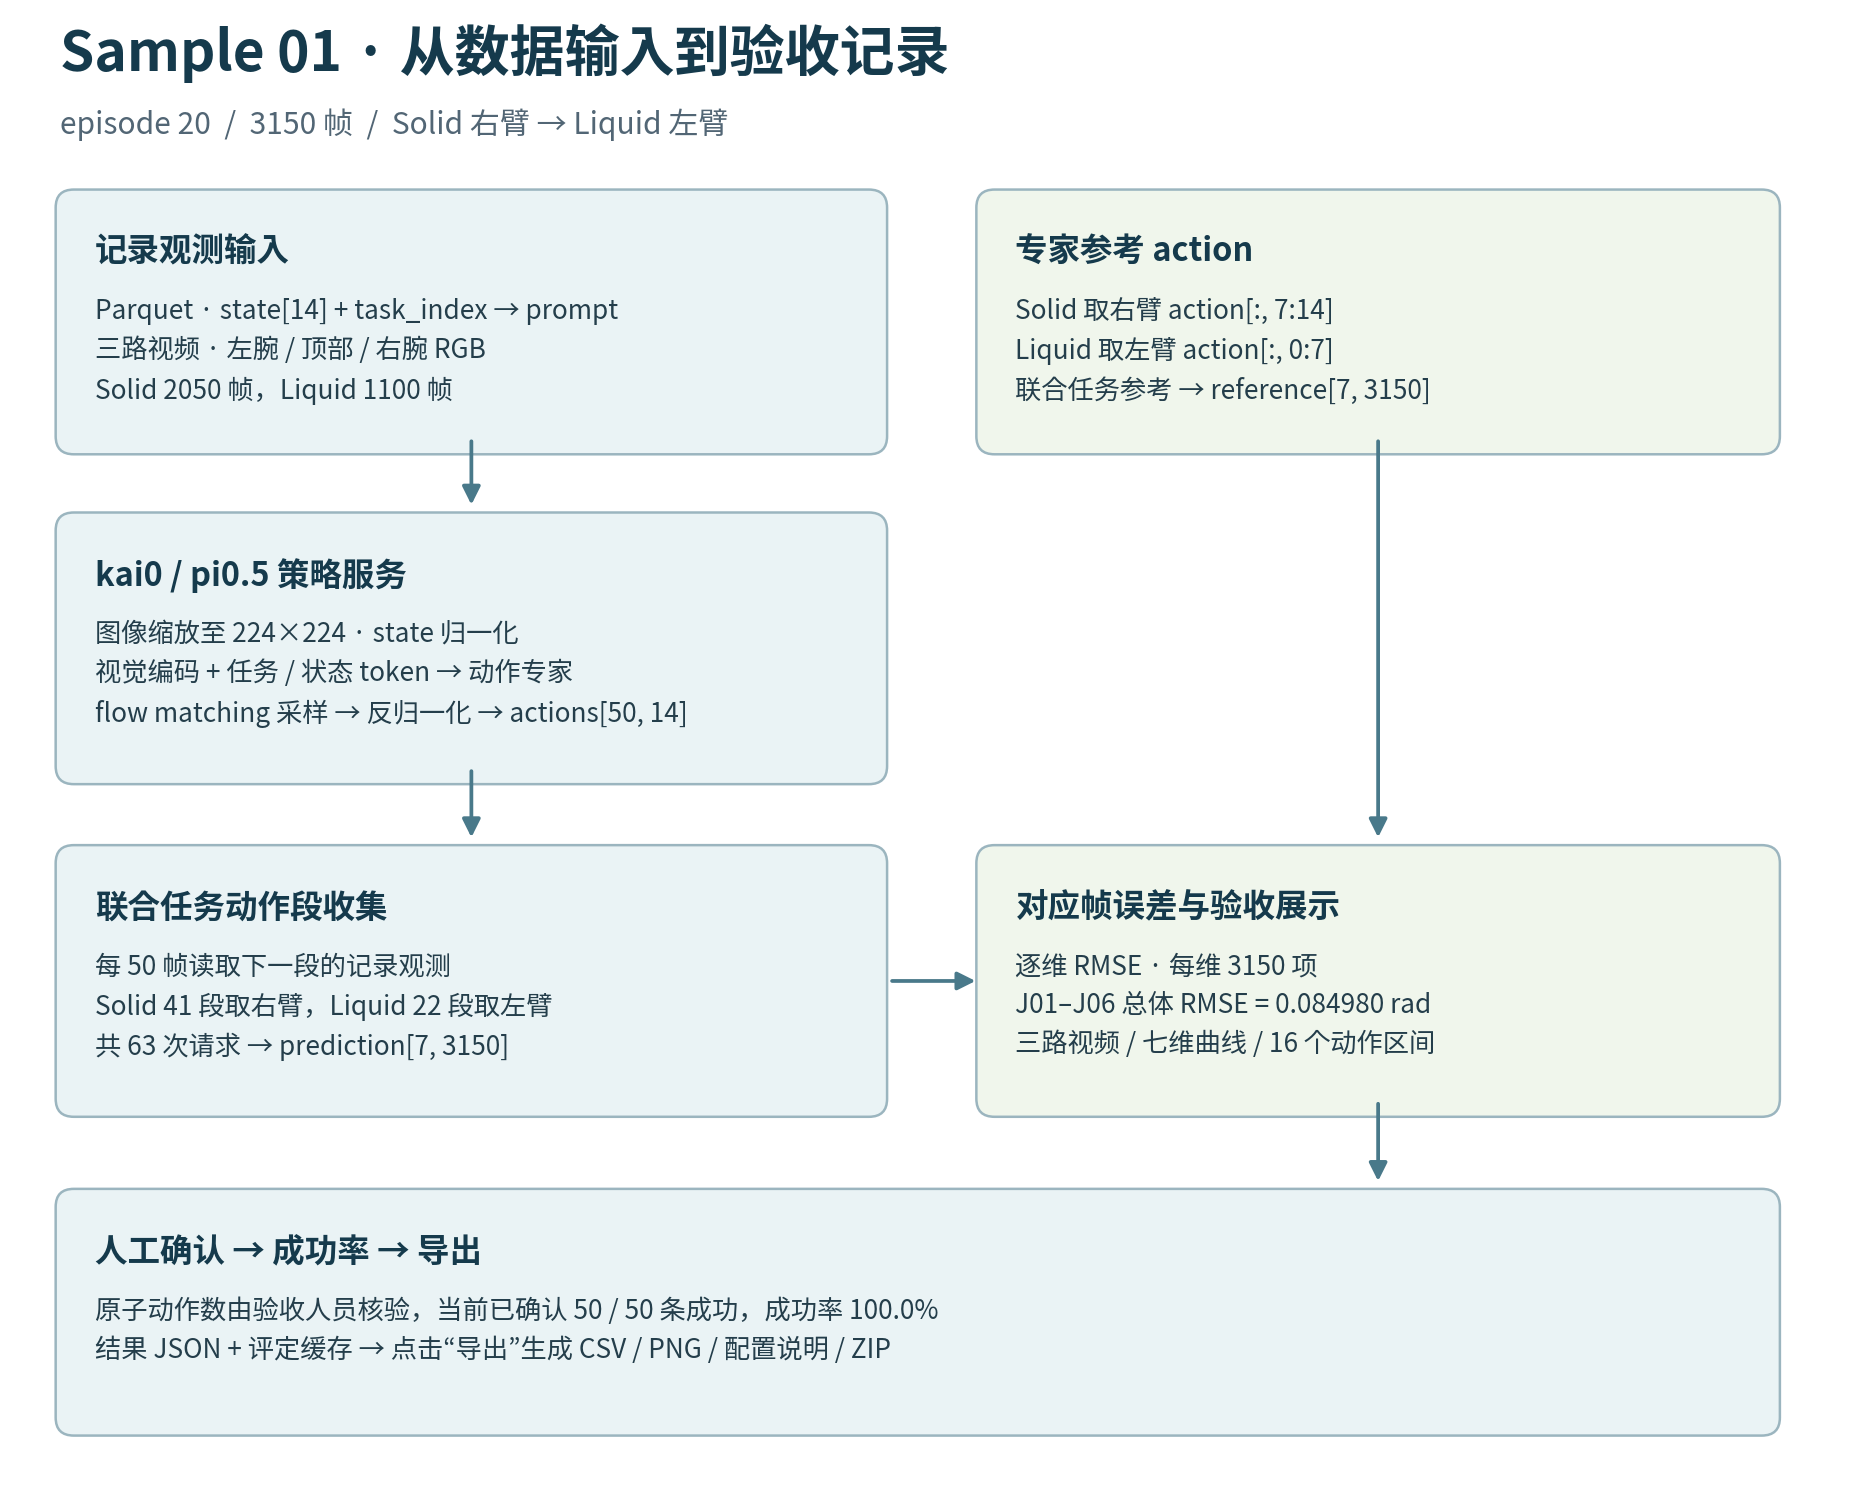 Sample 01 · 从数据输入到验收记录
episode 20 / 3150 帧 / Solid 右臂 → Liquid 左臂
记录观测输入
Parquet · state[14] + task_index → prompt
三路视频 · 左腕 / 顶部 / 右腕 RGB
Solid 2050 帧，Liquid 1100 帧
专家参考 action
Solid 取右臂 action[:, 7:14]
Liquid 取左臂 action[:, 0:7]
联合任务参考 → reference[7, 3150]
kai0 / pi0.5 策略服务
图像缩放至 224×224 · state 归一化
视觉编码 + 任务 / 状态 token → 动作专家
flow matching 采样 → 反归一化 → actions[50, 14]
联合任务动作段收集
每 50 帧读取下一段的记录观测
Solid 41 段取右臂，Liquid 22 段取左臂
共 63 次请求 → prediction[7, 3150]
对应帧误差与验收展示
逐维 RMSE · 每维 3150 项
J01–J06 总体 RMSE = 0.084980 rad
三路视频 / 七维曲线 / 16 个动作区间
人工确认 → 成功率 → 导出
原子动作数由验收人员核验，当前已确认 50 / 50 条成功，成功率 100.0%
结果 JSON + 评定缓存 → 点击“导出”生成 CSV / PNG / 配置说明 / ZIP